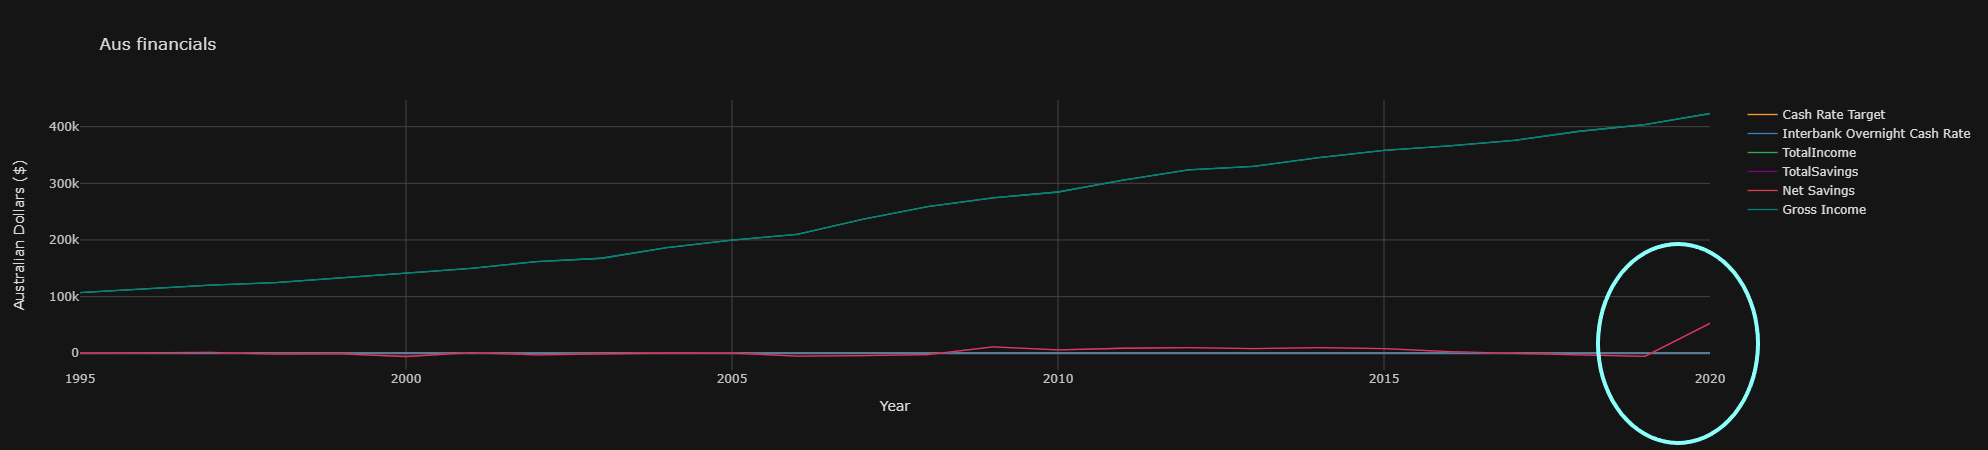 Aus financials
400k
300k
200k
100k
0
Australian Dollars ($)
1995 2000 2005 2010 2015 2020
Year
Cash Rate Target
Interbank Overnight Cash Rate
TotalIncome
TotalSavings
Net Savings
Gross Income